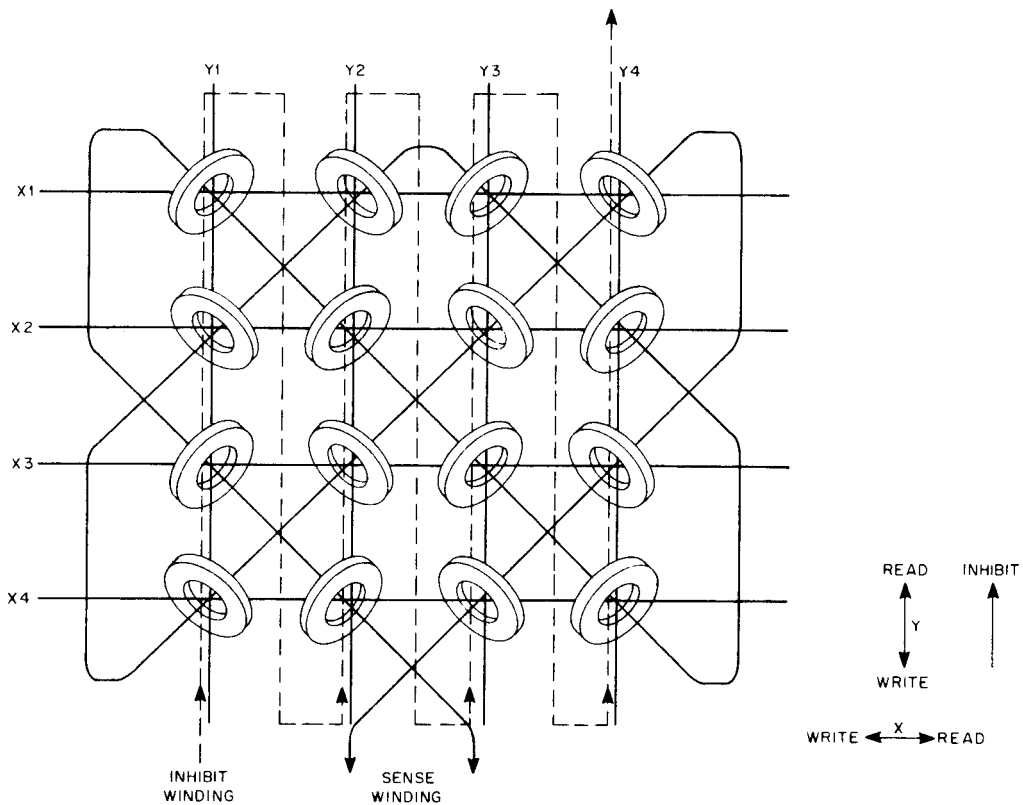 Y1 Y2 Y3 Y4
X1
X2
X3
X4
READ INHIBIT
Y
WRITE
X
WRITE READ
INHIBIT
WINDING
SENSE
WINDING